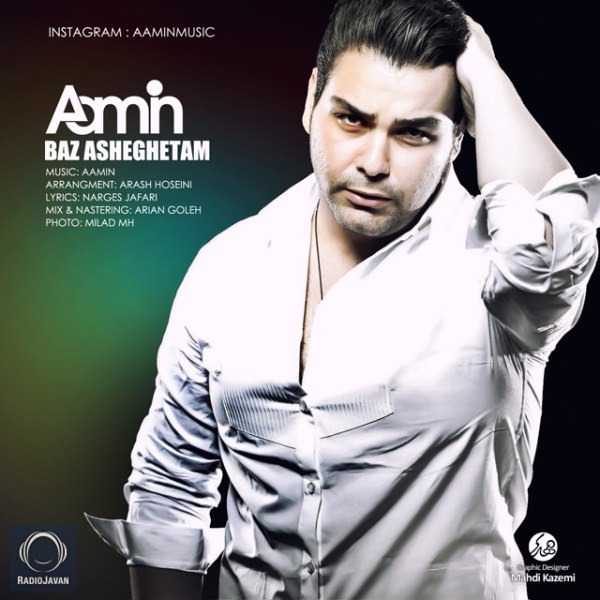 INSTAGRAM : AAMINMUSIC
Aamin
BAZ ASHEGHETAM
MUSIC: AAMIN
ARRANGMENT: ARASH HOSEINI
LYRICS: NARGES JAFARI
MIX & NASTERING: ARIAN GOLEH
PHOTO: MILAD MH
RADIOJAVAN
Graphic Designer
Mahdi Kazemi